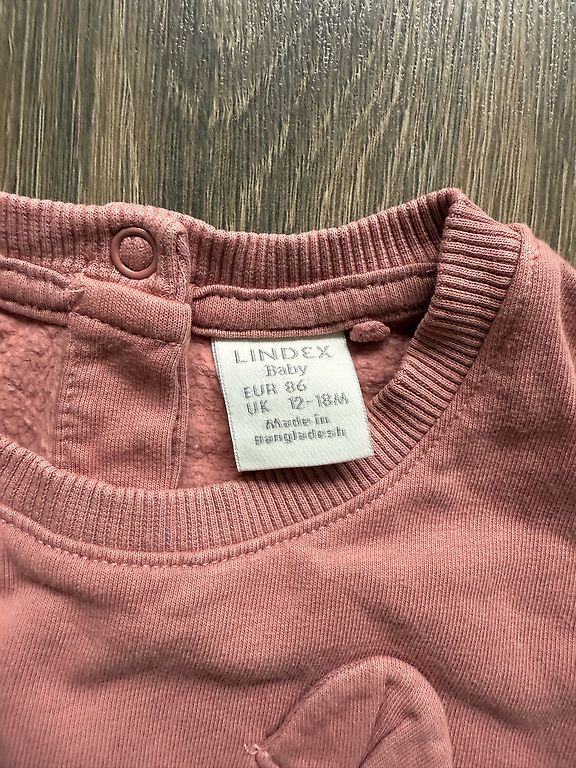 LINDEX
Baby
EUR 86
UK 12-18M
Made in
Bangladesh